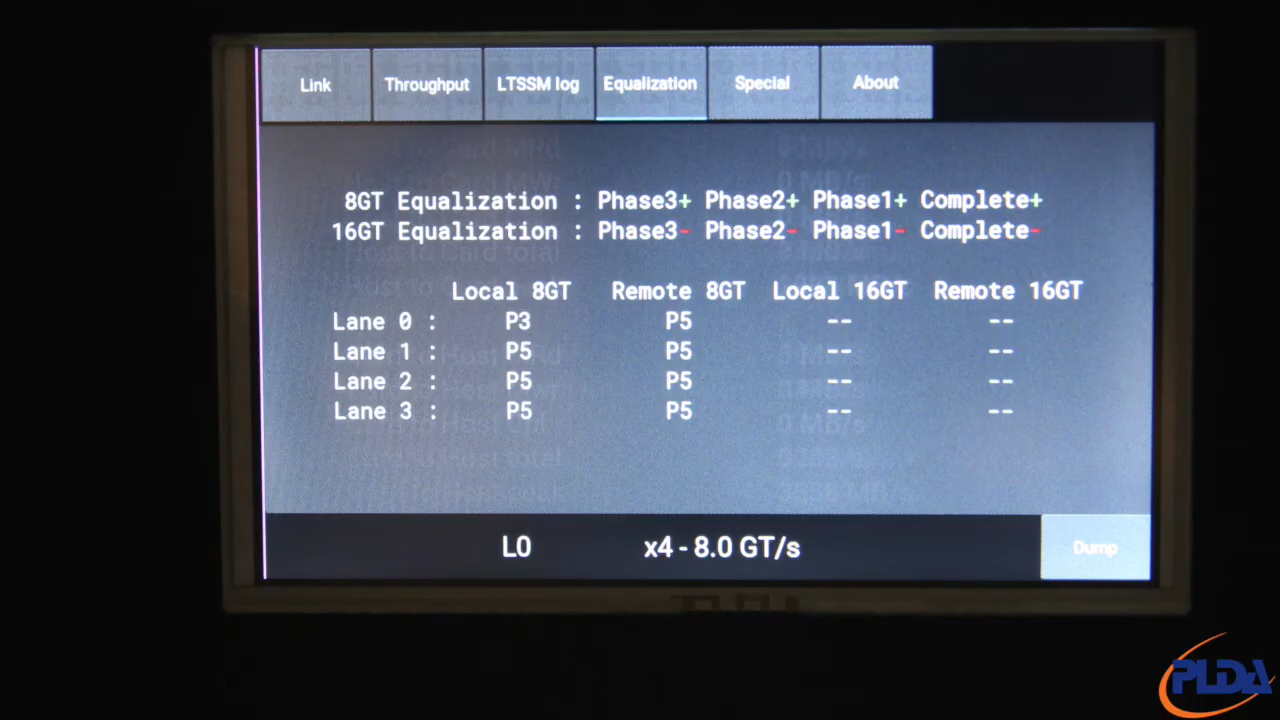 Link Throughput LTSSM log Equalization Special About
8GT Equalization : Phase3+ Phase2+ Phase1+ Complete+
16GT Equalization : Phase3- Phase2- Phase1- Complete-
Local 8GT Remote 8GT Local 16GT Remote 16GT
Lane 0 : P3 P5 -- --
Lane 1 : P5 P5 -- --
Lane 2 : P5 P5 -- --
Lane 3 : P5 P5 -- --
L0 x4 - 8.0 GT/s Dump
PLDA